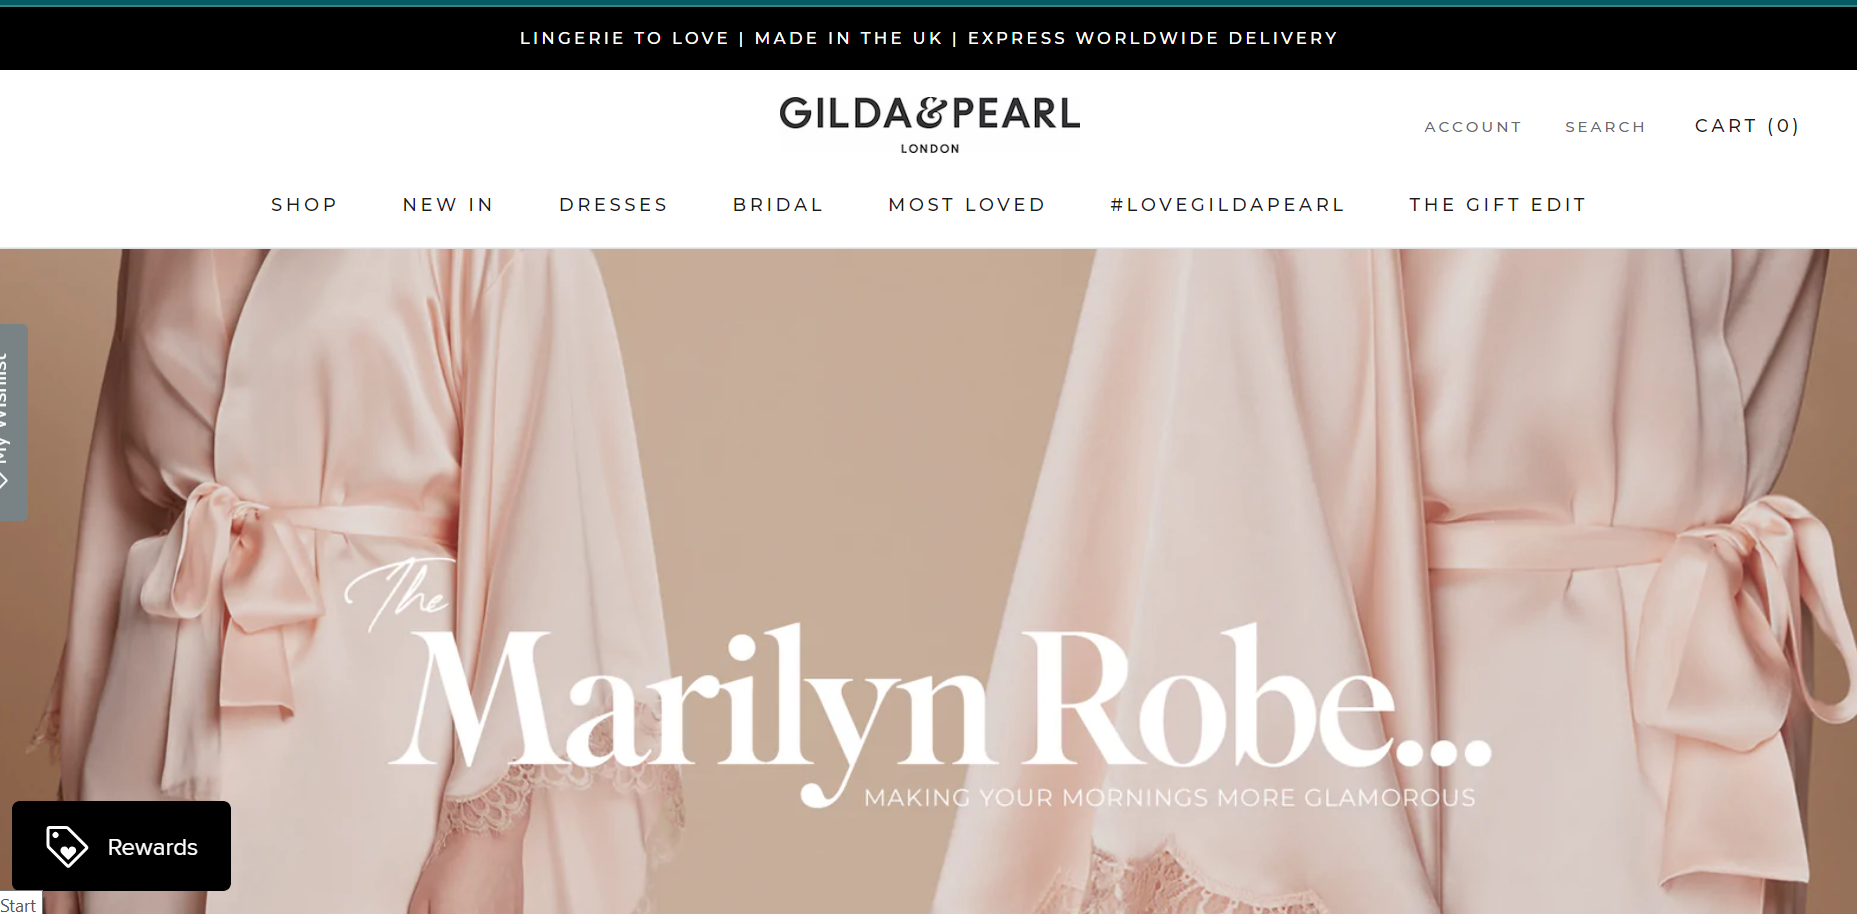 LINGERIE TO LOVE | MADE IN THE UK | EXPRESS WORLDWIDE DELIVERY
GILDA&PEARL
LONDON
ACCOUNT
SEARCH
CART (0)
SHOP
NEW IN
DRESSES
BRIDAL
MOST LOVED
#LOVEGILDAPEARL
THE GIFT EDIT
My Wishlist
The
Marilyn Robe...
MAKING YOUR MORNINGS MORE GLAMOROUS
Rewards
Start